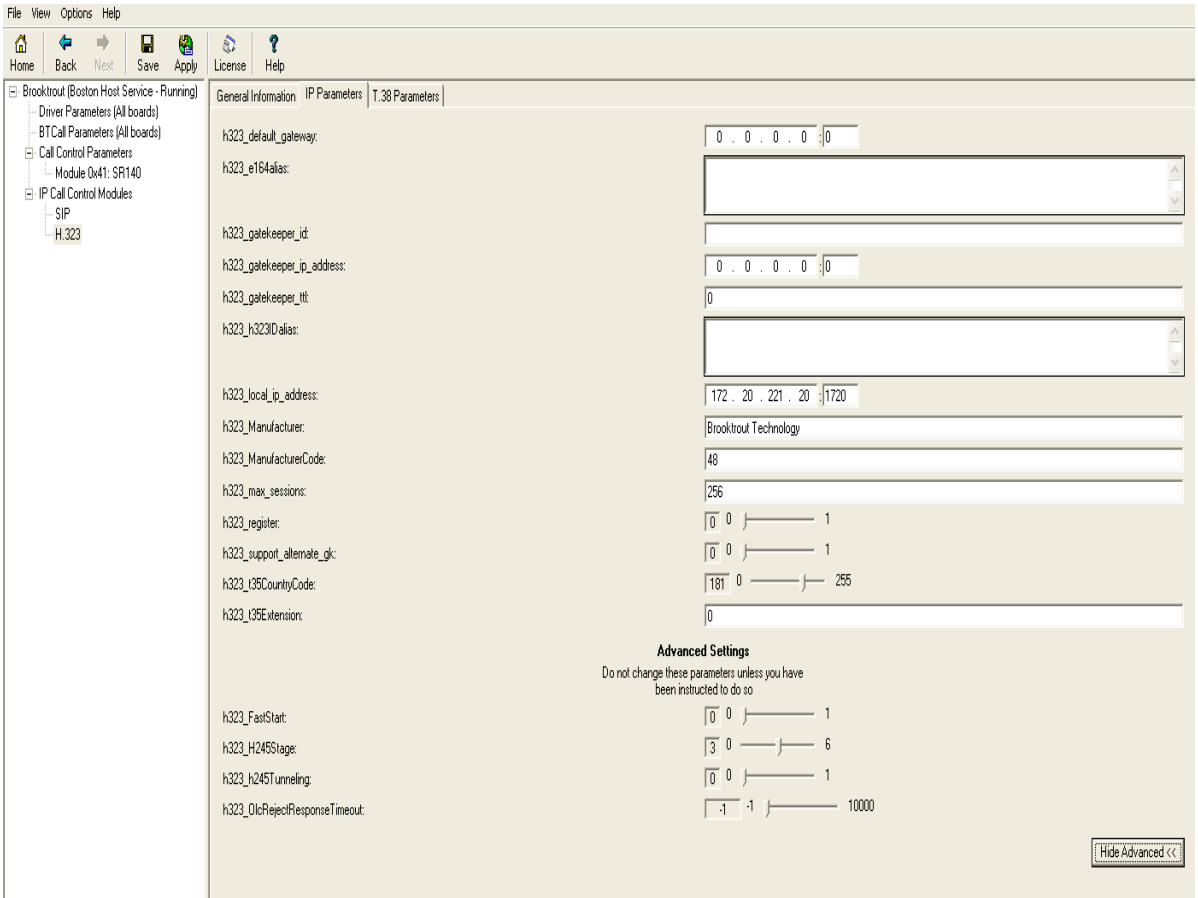 File View Options Help
Home Back Next Save Apply License Help
Brooktrout (Boston Host Service - Running)
Driver Parameters (All boards)
BTCall Parameters (All boards)
Call Control Parameters
Module 0x41: SR140
IP Call Control Modules
SIP
H.323
General Information IP Parameters T.38 Parameters
h323_default_gateway: 0 . 0 . 0 . 0 : 0
h323_e164alias:
h323_gatekeeper_id:
h323_gatekeeper_ip_address: 0 . 0 . 0 . 0 : 0
h323_gatekeeper_ttl: 0
h323_h323IDalias:
h323_local_ip_address: 172 . 20 . 221 . 20 : 1720
h323_Manufacturer: Brooktrout Technology
h323_ManufacturerCode: 48
h323_max_sessions: 256
h323_register: 0 0 1
h323_support_alternate_gk: 0 0 1
h323_t35CountryCode: 181 0 255
h323_t35Extension: 0
Advanced Settings
Do not change these parameters unless you have
been instructed to do so
h323_FastStart: 0 0 1
h323_H245Stage: 3 0 6
h323_h245Tunneling: 0 0 1
h323_OlcRejectResponseTimeout: -1 -1 10000
Hide Advanced <<